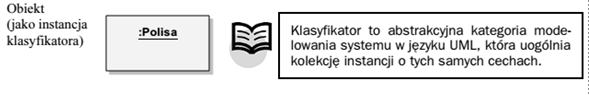 Obiekt
(jako instancja
klasyfikatora)
:Polisa
Klasyfikator to abstrakcyjna kategoria mode-
lowania systemu w języku UML, która uogólnia
kolekcję instancji o tych samych cechach.